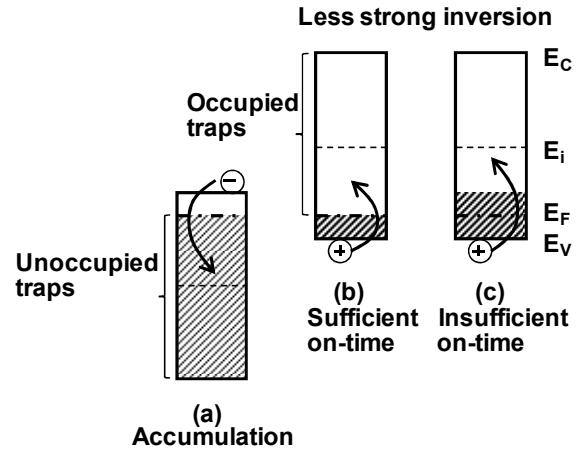 Less strong inversion
E_C
Occupied
traps
E_i
−
E_F
E_V
Unoccupied
traps
+
+
(b)
Sufficient
on-time
(c)
Insufficient
on-time
(a)
Accumulation